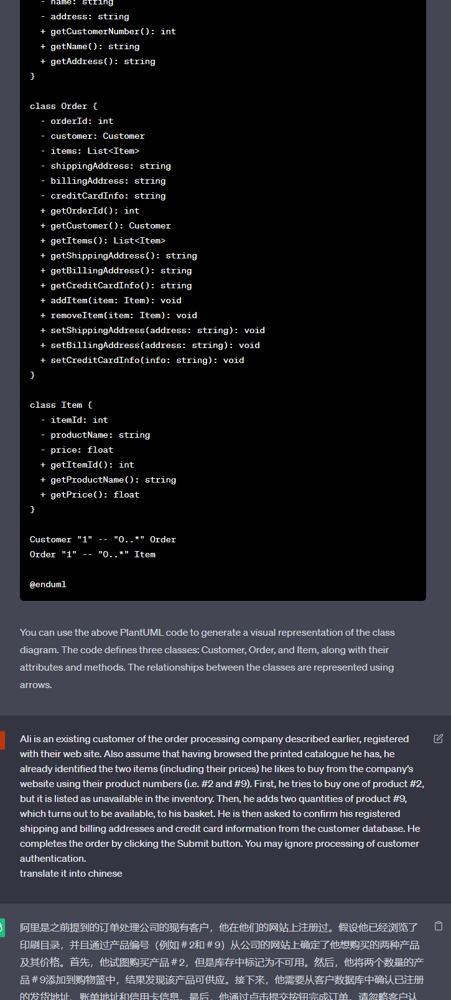 - name: string
- address: string
+ getCustomerNumber(): int
+ getName(): string
+ getAddress(): string
}
class Order {
- orderId: int
- customer: Customer
- items: List<Item>
- shippingAddress: string
- billingAddress: string
- creditCardInfo: string
+ getOrderId(): int
+ getCustomer(): Customer
+ getItems(): List<Item>
+ getShippingAddress(): string
+ getBillingAddress(): string
+ getCreditCardInfo(): string
+ addItem(item: Item): void
+ removeItem(item: Item): void
+ setShippingAddress(address: string): void
+ setBillingAddress(address: string): void
+ setCreditCardInfo(info: string): void
}
class Item {
- itemId: int
- productName: string
- price: float
+ getItemId(): int
+ getProductName(): string
+ getPrice(): float
}
Customer "1" -- "0..*" Order
Order "1" -- "0..*" Item
@enduml
You can use the above PlantUML code to generate a visual representation of the class
diagram. The code defines three classes: Customer, Order, and Item, along with their
attributes and methods. The relationships between the classes are represented using
arrows.
Ali is an existing customer of the order processing company described earlier, registered
with their web site. Also assume that having browsed the printed catalogue he has, he
already identified the two items (including their prices) he likes to buy from the company's
website using their product numbers (i.e. #2 and #9). First, he tries to buy one of product #2,
but it is listed as unavailable in the inventory. Then, he adds two quantities of product #9,
which turns out to be available, to his basket. He is then asked to confirm his registered
shipping and billing addresses and credit card information from the customer database. He
completes the order by clicking the Submit button. You may ignore processing of customer
authentication.
translate it into chinese
阿里是之前提到的订单处理公司的现有客户，他在他们的网站上注册过。假设他已经浏览了
印刷目录，并且通过产品编号（例如＃2和＃9）从公司的网站上确定了他想购买的两种产品
及其价格。首先，他试图购买产品＃2，但是库存中标记为不可用。然后，他将两个数量的产
品＃9添加到购物篮中，结果发现该产品可供应。接下来，他需要从客户数据库中确认已注册
的发货地址、账单地址和信用卡信息。最后，他通过点击提交按钮完成订单。请忽略客户认